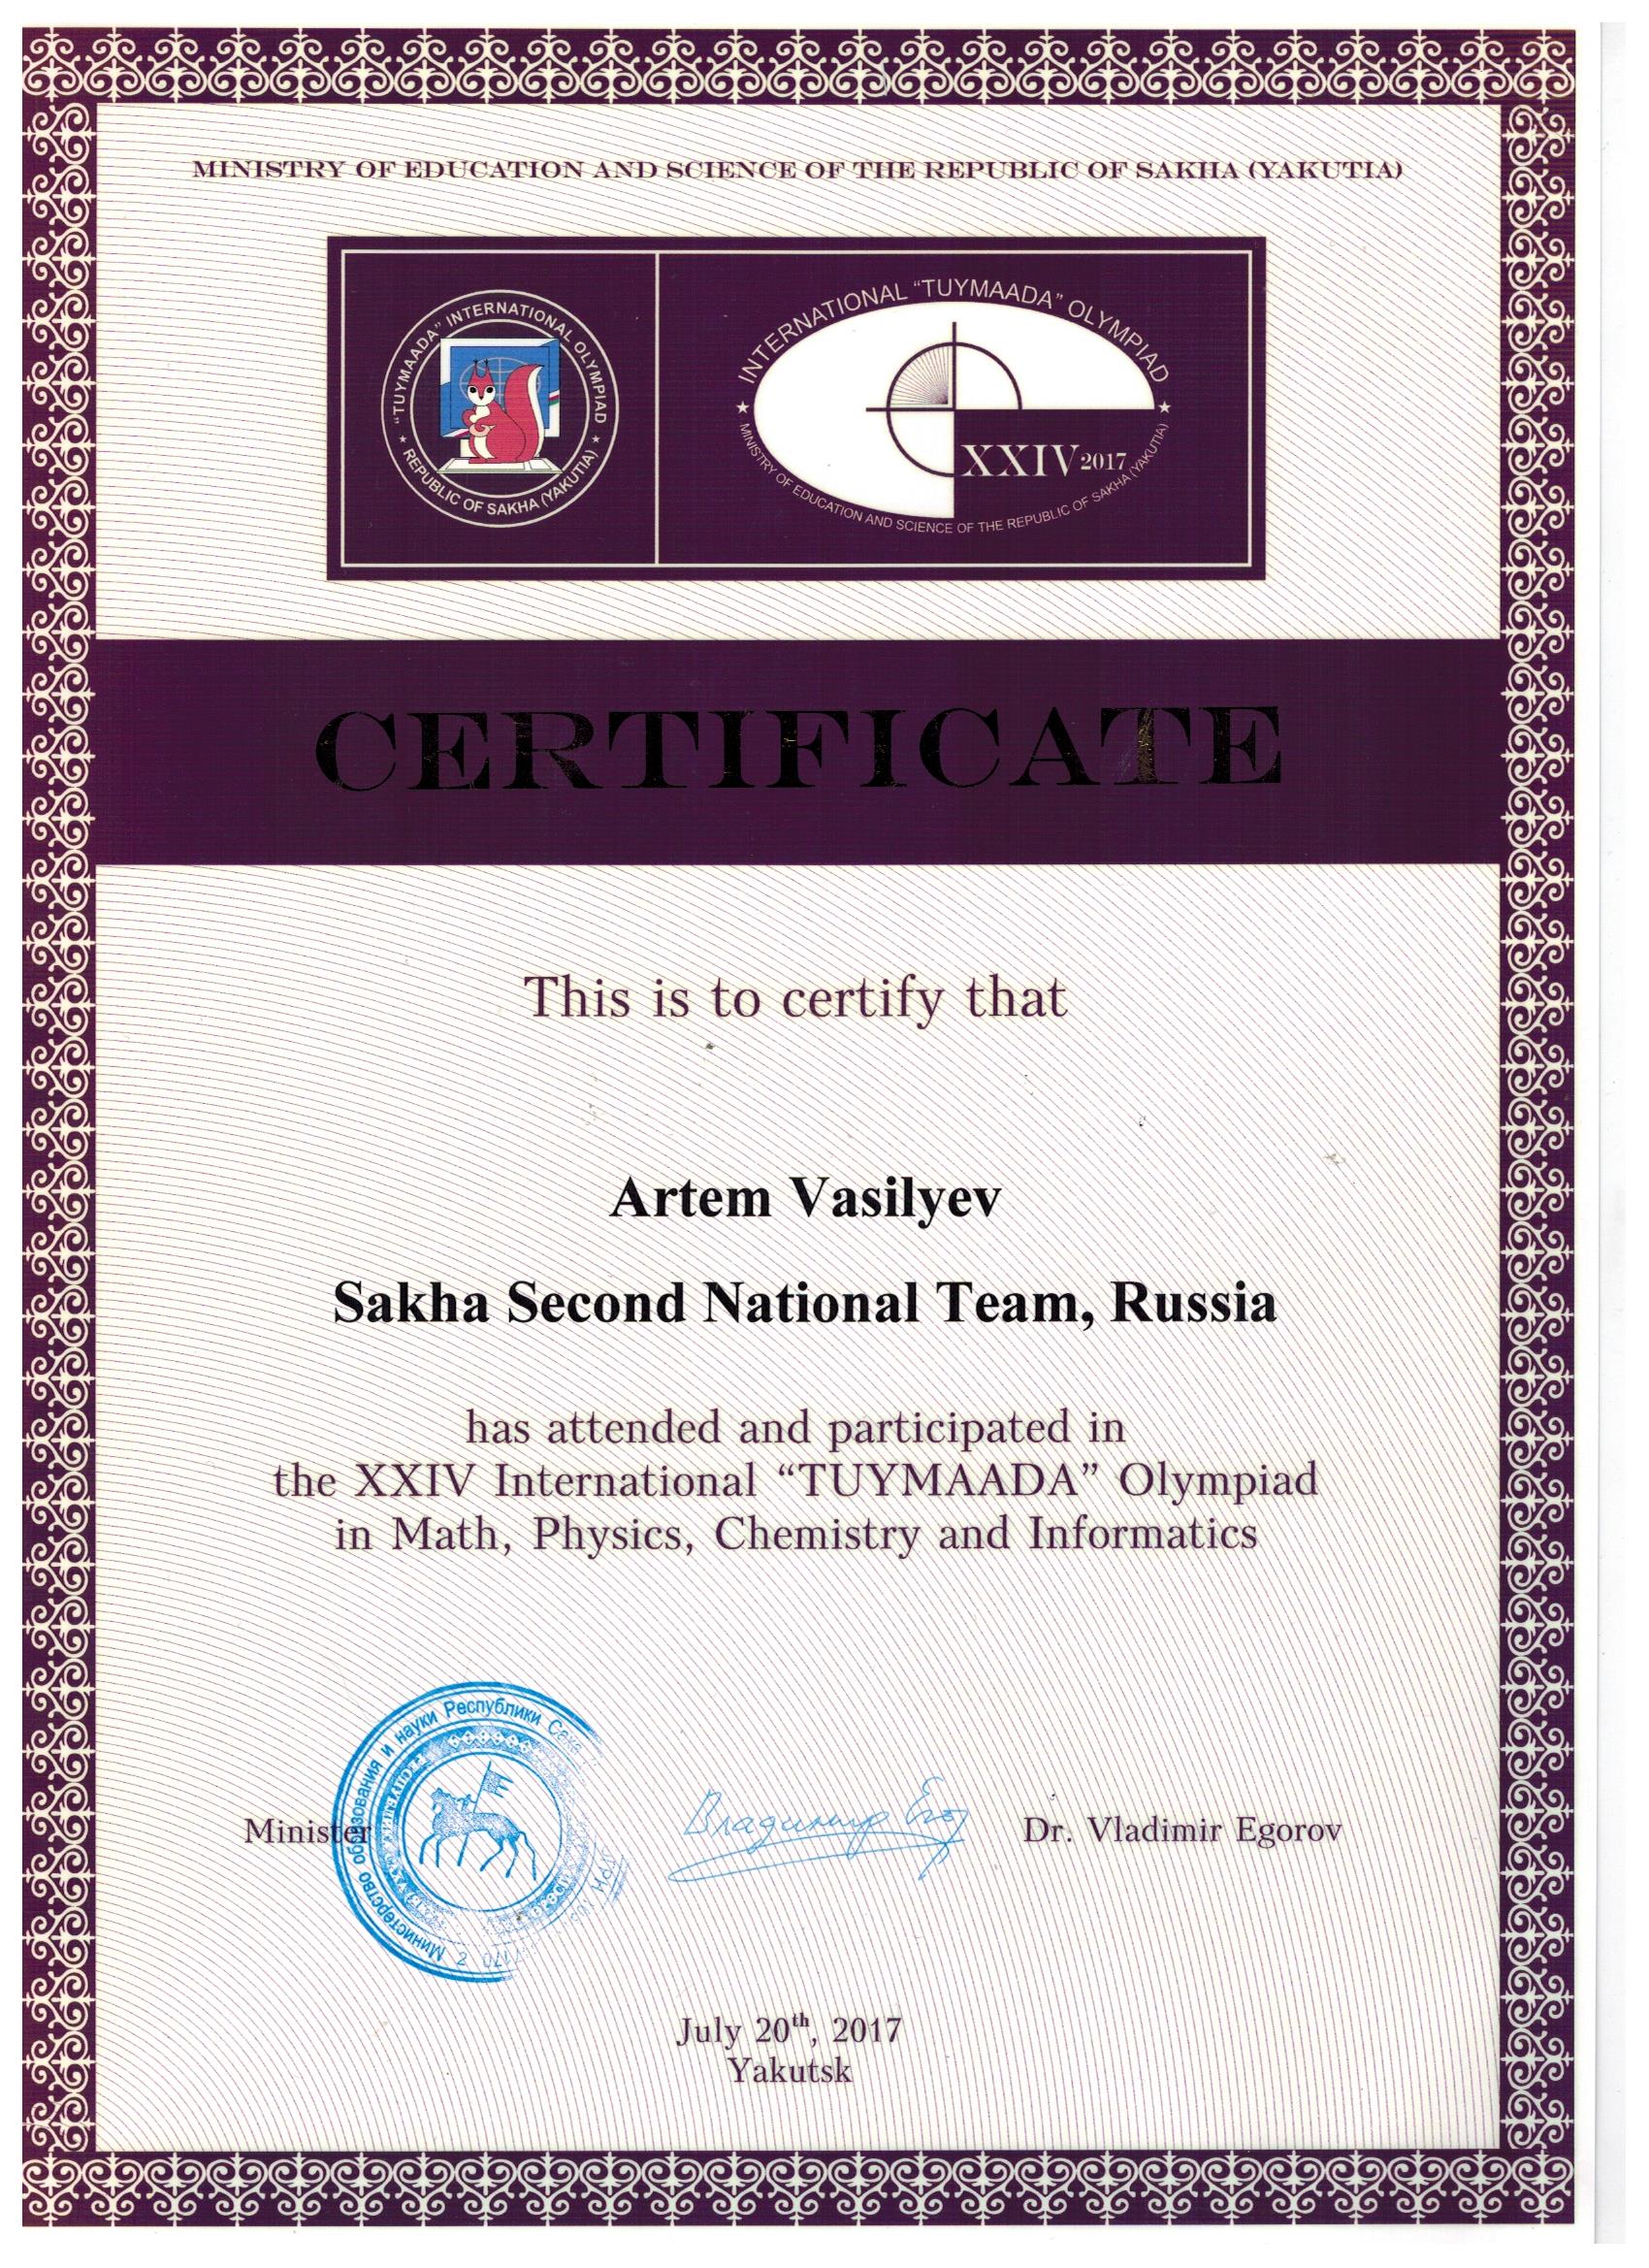 MINISTRY OF EDUCATION AND SCIENCE OF THE REPUBLIC OF SAKHA (YAKUTIA)
"TUYMAADA" INTERNATIONAL OLYMPIAD
★ REPUBLIC OF SAKHA (YAKUTIA) ★
INTERNATIONAL “TUYMAADA” OLYMPIAD
★ MINISTRY OF EDUCATION AND SCIENCE OF THE REPUBLIC OF SAKHA (YAKUTIA) ★
XXIV 2017
CERTIFICATE
This is to certify that
Artem Vasilyev
Sakha Second National Team, Russia
has attended and participated in
the XXIV International “TUYMAADA” Olympiad
in Math, Physics, Chemistry and Informatics
Министерство образования и науки Республики Саха
Minister
Владимир
Dr. Vladimir Egorov
July 20th, 2017
Yakutsk